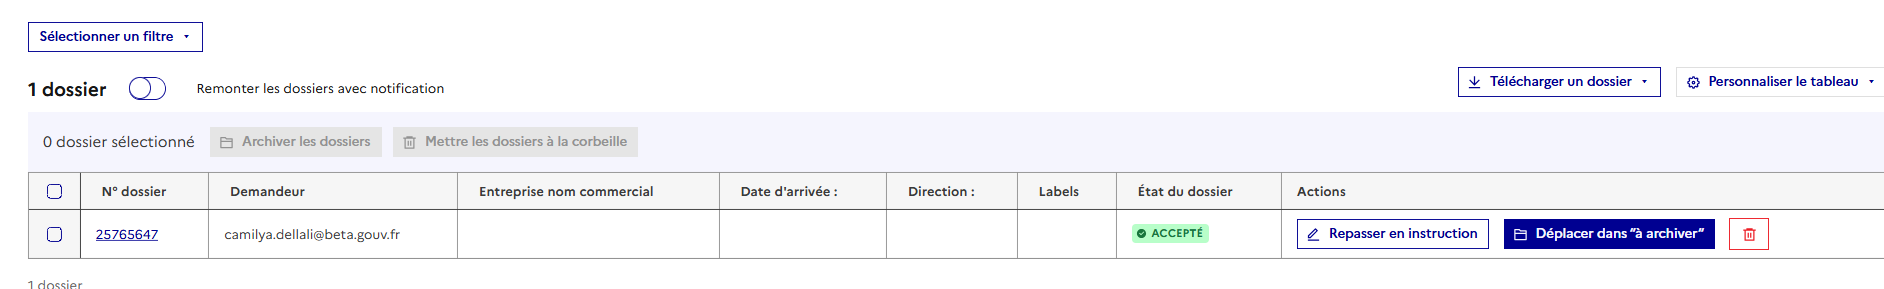 Sélectionner un filtre
1 dossier
Remonter les dossiers avec notification
Télécharger un dossier
Personnaliser le tableau
0 dossier sélectionné
Archiver les dossiers
Mettre les dossiers à la corbeille
N° dossier
Demandeur
Entreprise nom commercial
Date d'arrivée :
Direction :
Labels
État du dossier
Actions
25765647
camilya.dellali@beta.gouv.fr
ACCEPTÉ
Repasser en instruction
Déplacer dans “à archiver”
1 dossier